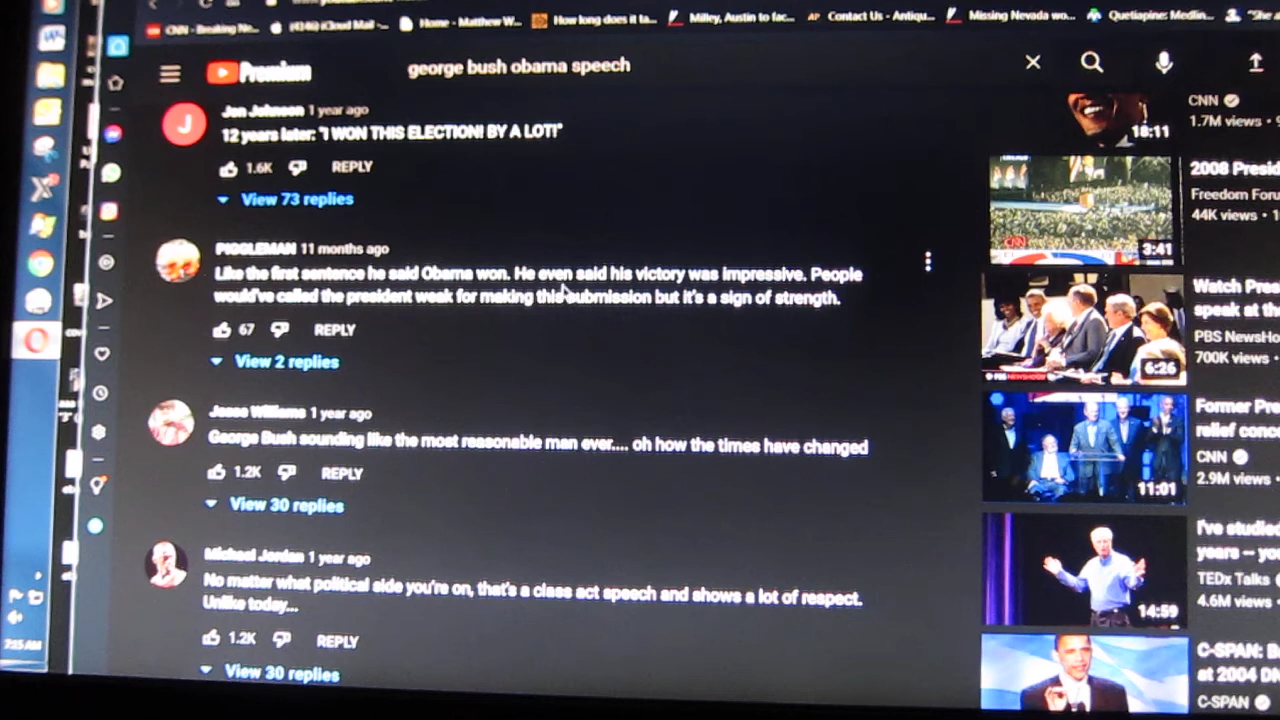 CNN - Breaking Ne...
(4346) iCloud Mail -...
Home - Matthew W...
How long does it ta...
Milley, Austin to fac...
AP
Contact Us - Antiqu...
Missing Nevada wo...
Quetiapine: Medlin...
"She
Premium
george bush obama speech
J
Jon Johnson 1 year ago
12 years later: "I WON THIS ELECTION! BY A LOT!"
1.6K REPLY
View 73 replies
PIGGLEMAN 11 months ago
Like the first sentence he said Obama won. He even said his victory was impressive. People
would've called the president weak for making this submission but it's a sign of strength.
67 REPLY
View 2 replies
Jesse Williams 1 year ago
George Bush sounding like the most reasonable man ever.... oh how the times have changed
1.2K REPLY
View 30 replies
Micheal Jordan 1 year ago
No matter what political side you're on, that's a class act speech and shows a lot of respect.
Unlike today...
1.2K REPLY
View 30 replies
18:11
CNN
1.7M views •
CNN
3:41
2008 Presid
Freedom Foru
44K views • 1
PBS NEWSHOUR
6:26
Watch Pres
speak at th
PBS NewsHo
700K views •
11:01
Former Pre
relief conc
CNN
2.9M views •
14:59
I've studied
years -- yo
TEDx Talks
4.6M views •
C-SPAN: B
at 2004 DN
C-SPAN
7:15 AM